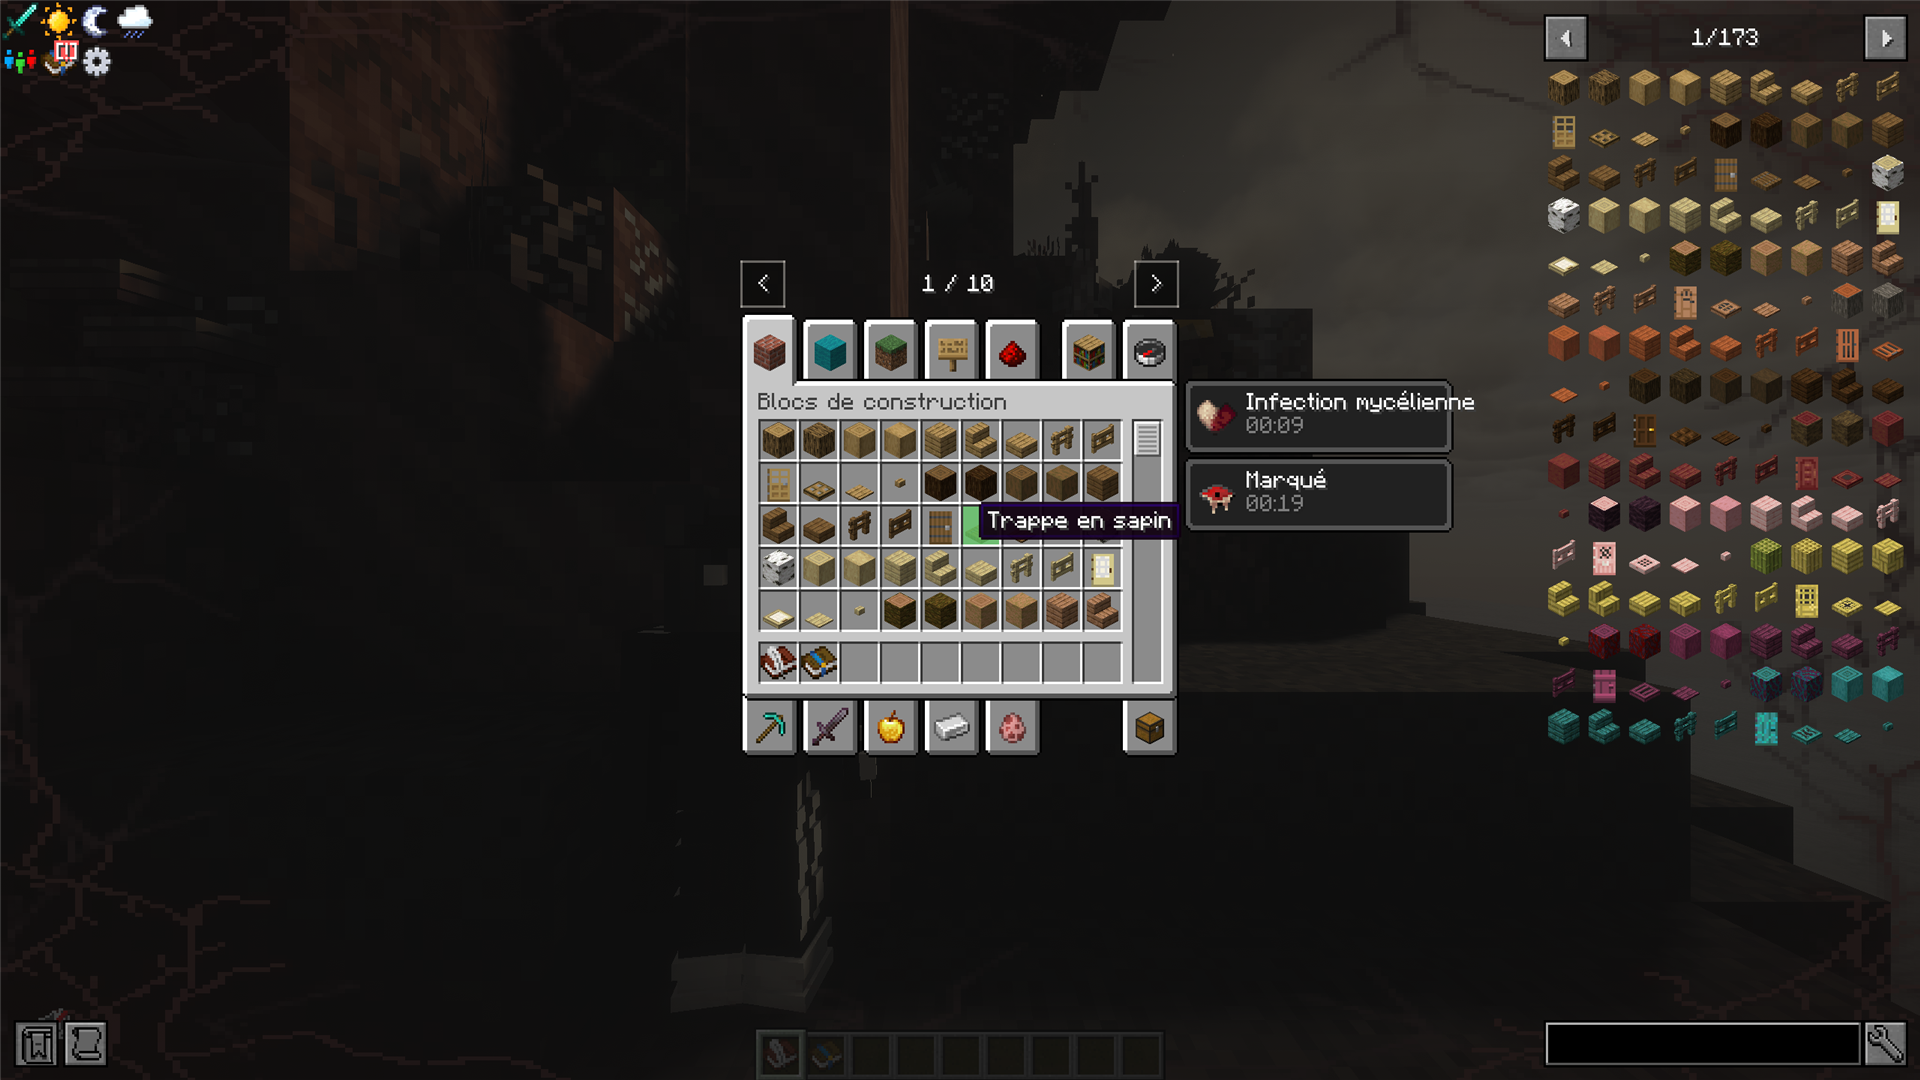 1/173
1 / 10
Blocs de construction
Infection mycélienne
00:09
Marqué
00:19
Trappe en sapin